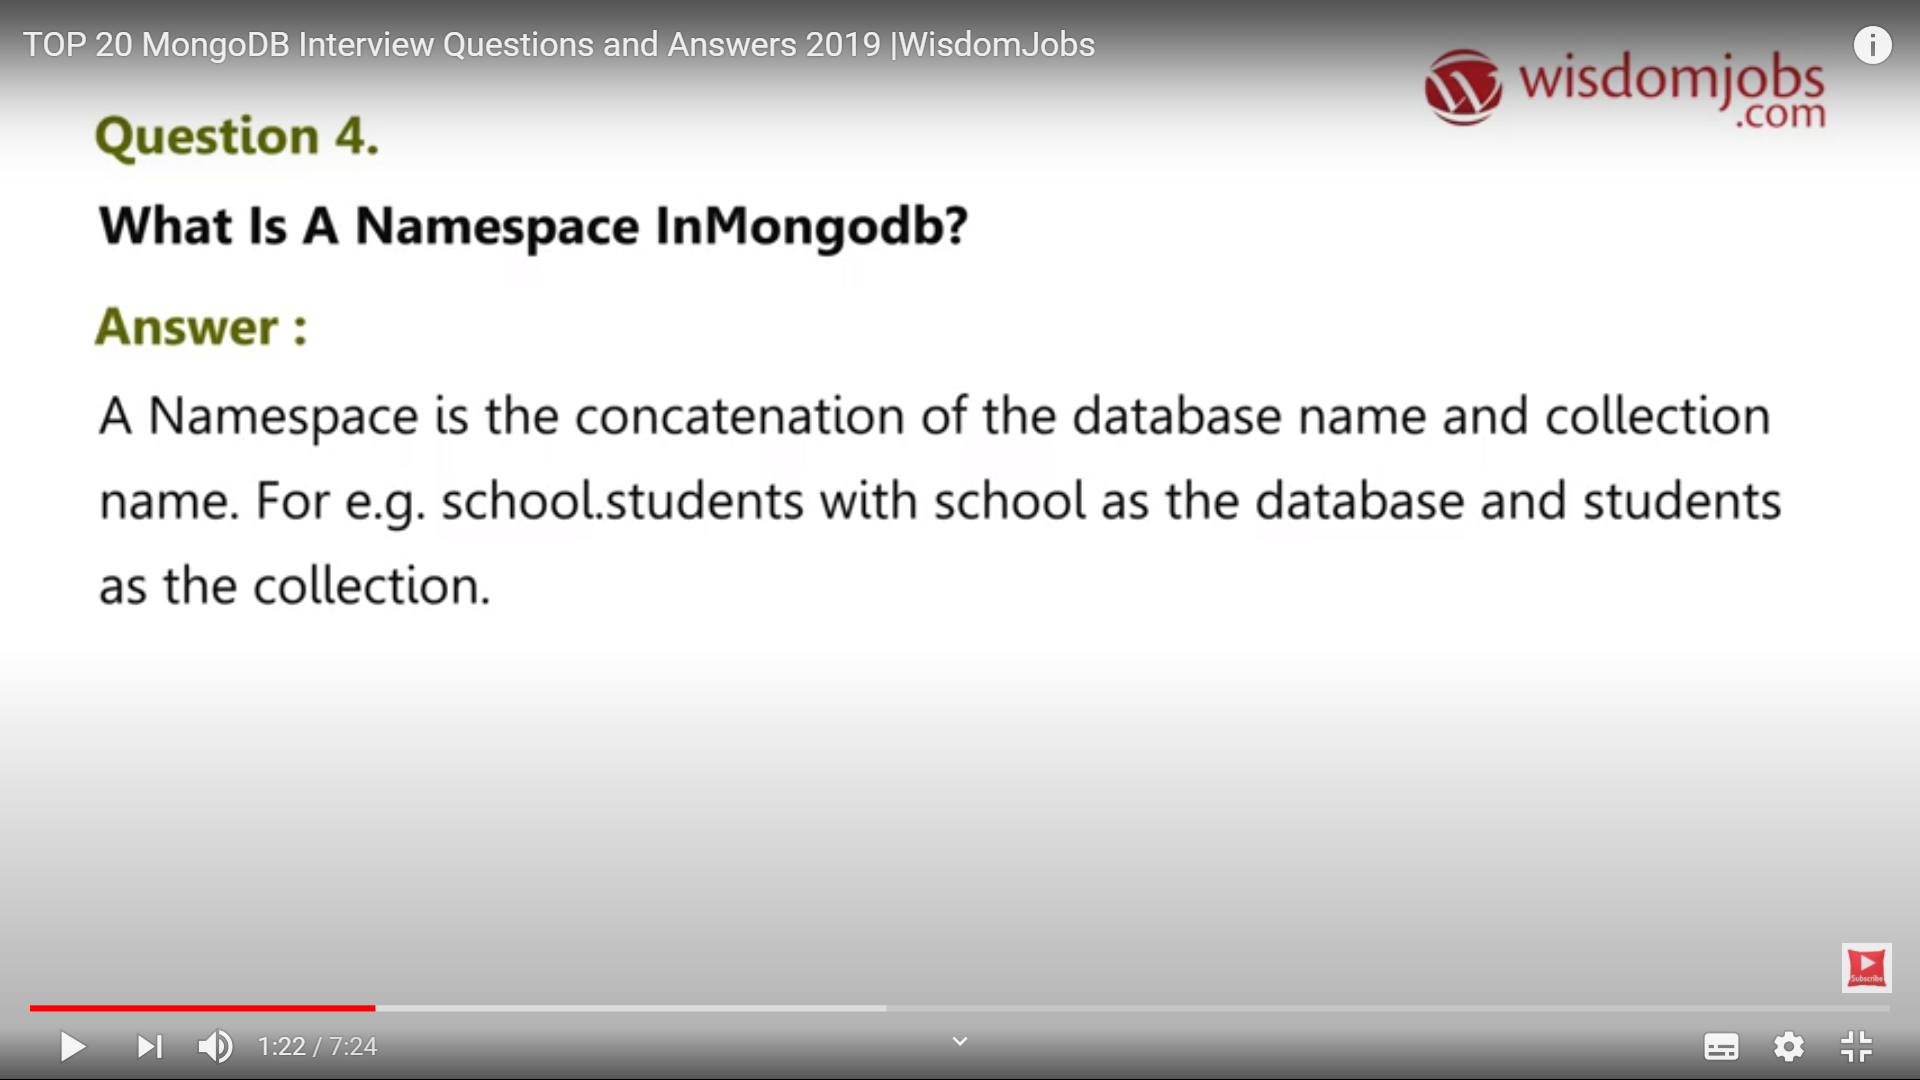 TOP 20 MongoDB Interview Questions and Answers 2019 |WisdomJobs
wisdomjobs
.com
Question 4.
What Is A Namespace InMongodb?
Answer :
A Namespace is the concatenation of the database name and collection
name. For e.g. school.students with school as the database and students
as the collection.
Subscribe
1:22 / 7:24